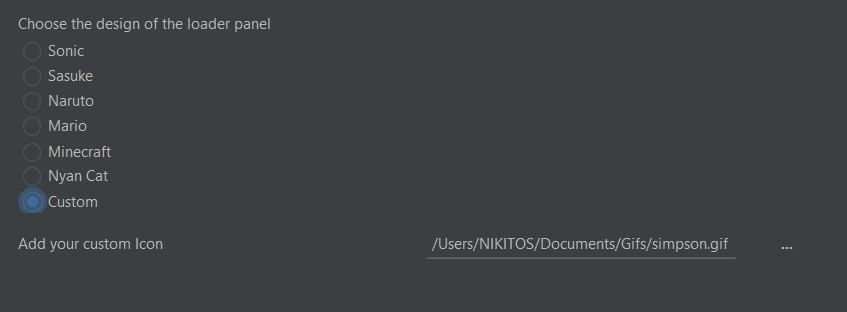 Choose the design of the loader panel
Sonic
Sasuke
Naruto
Mario
Minecraft
Nyan Cat
Custom
Add your custom Icon /Users/NIKITOS/Documents/Gifs/simpson.gif ...